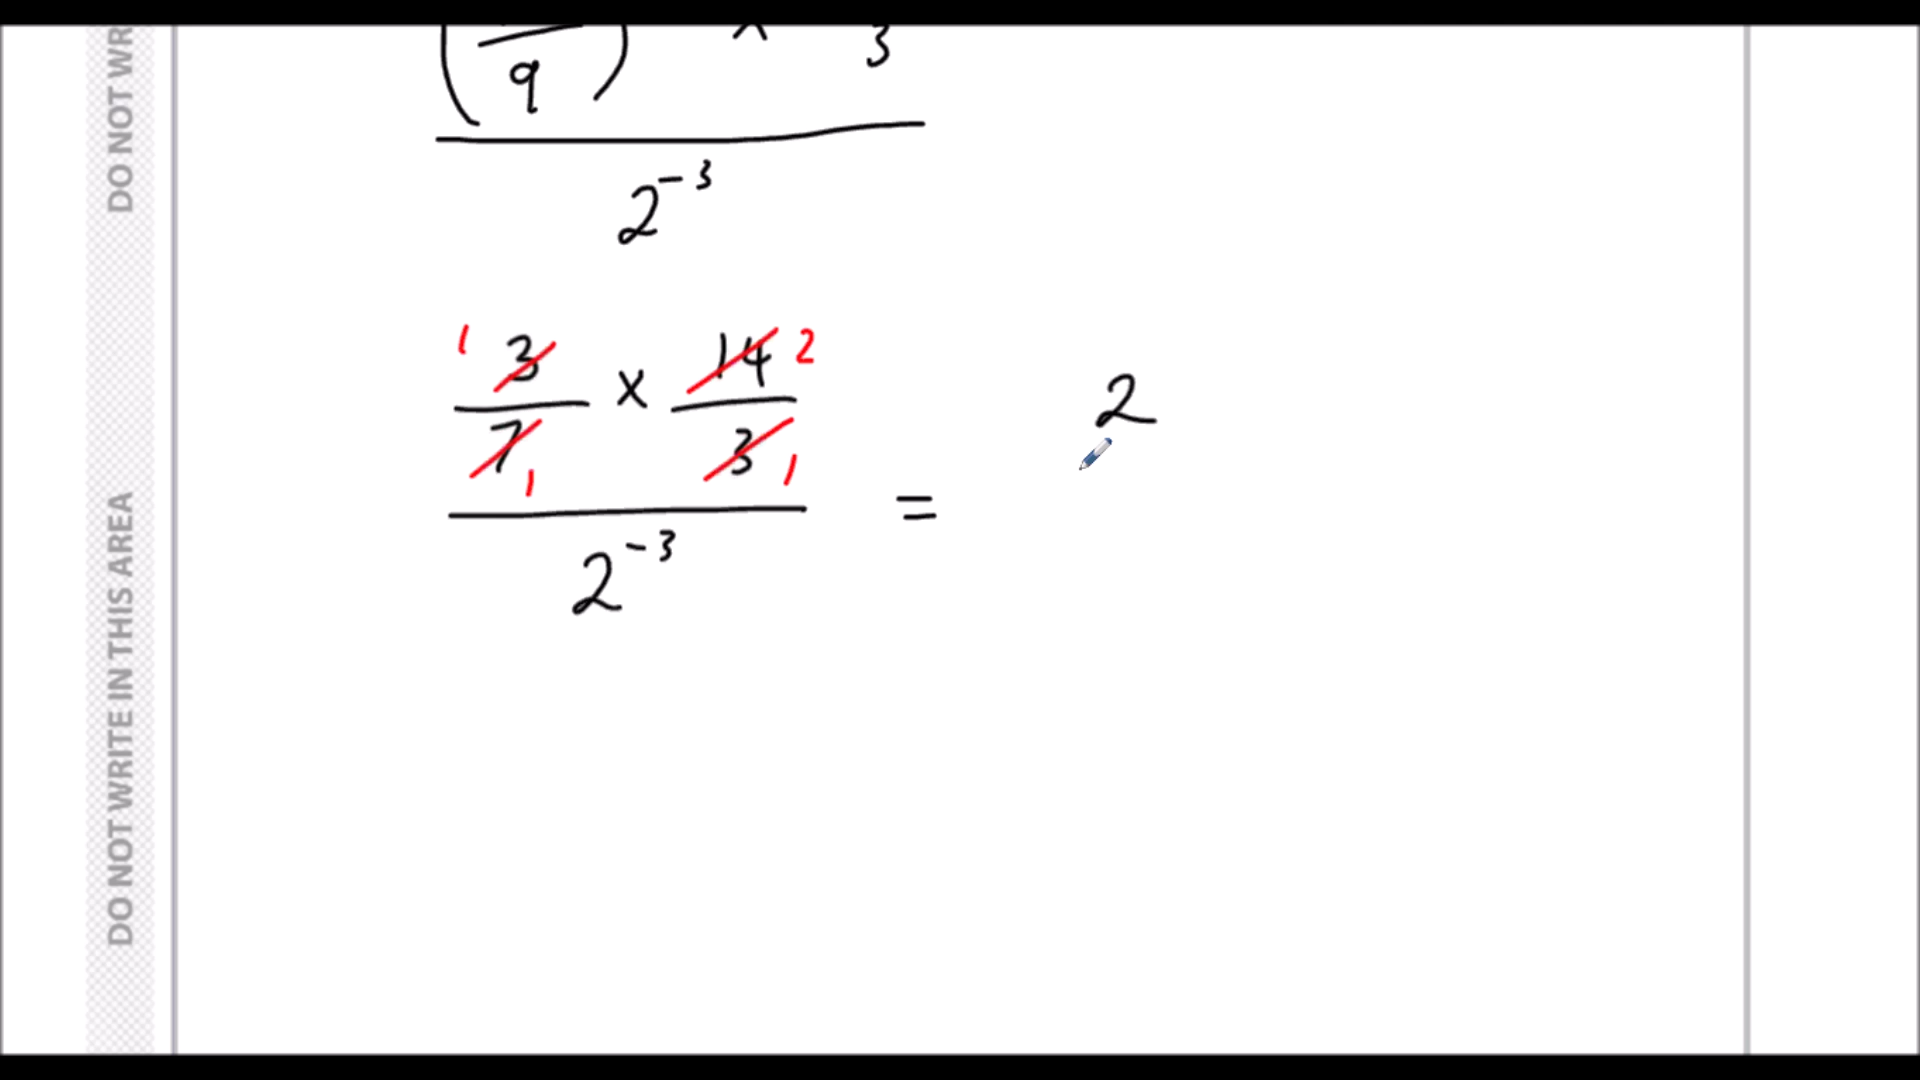 DO NOT WR
DO NOT WRITE IN THIS AREA
( 9 ) × 3
2^-3
1 3 × 14 2
7 1 3 1
= 2
2^-3